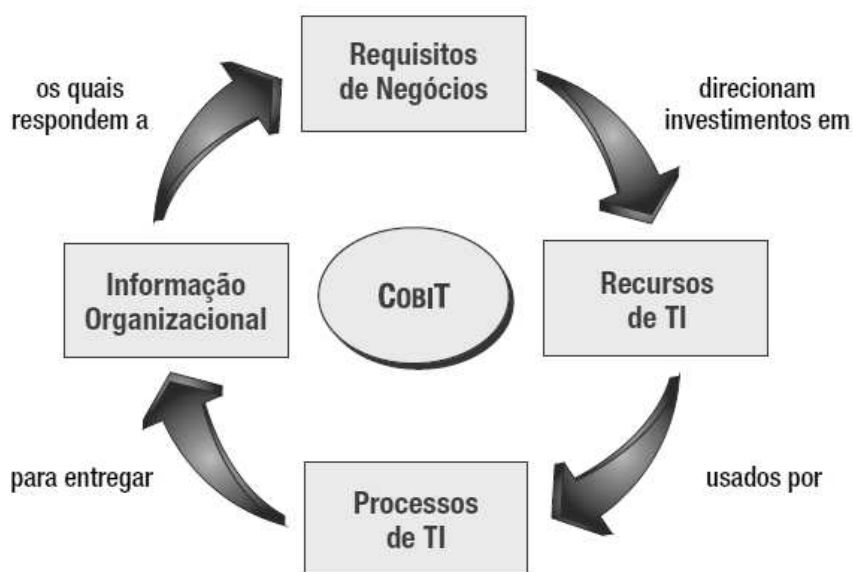 Requisitos
de Negócios
os quais
respondem a
direcionam
investimentos em
Informação
Organizacional
COBIT
Recursos
de TI
para entregar
Processos
de TI
usados por